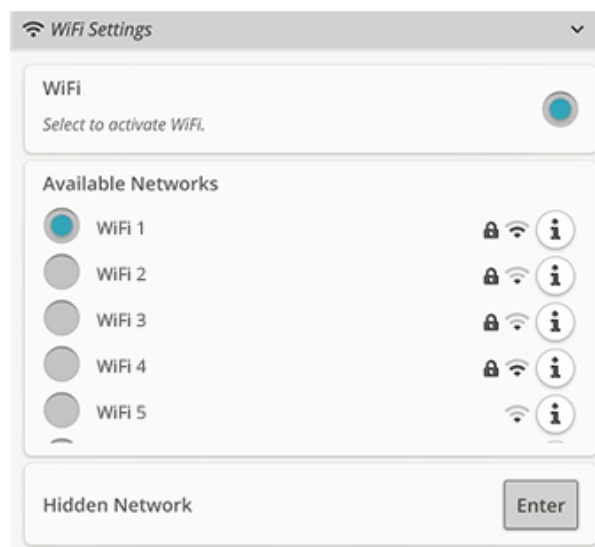 WiFi Settings
WiFi
Select to activate WiFi.
Available Networks
WiFi 1
WiFi 2
WiFi 3
WiFi 4
WiFi 5
Hidden Network
Enter